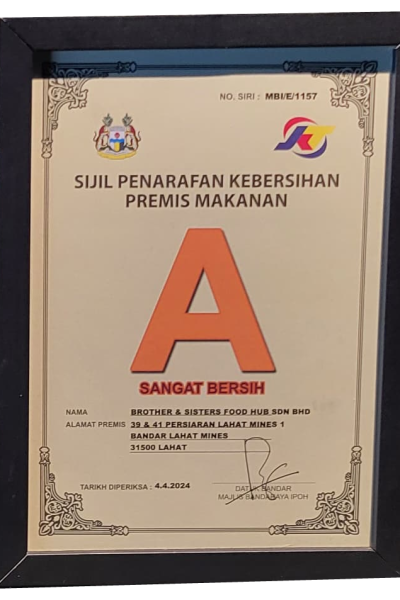 NO. SIRI : MBI/E/1157
SIJIL PENARAFAN KEBERSIHAN
PREMIS MAKANAN
A
SANGAT BERSIH
NAMA BROTHER & SISTERS FOOD HUB SDN BHD
ALAMAT PREMIS 39 & 41 PERSIARAN LAHAT MINES 1
BANDAR LAHAT MINES
31500 LAHAT
TARIKH DIPERIKSA : 4.4.2024
DATUK BANDAR
MAJLIS BANDARAYA IPOH